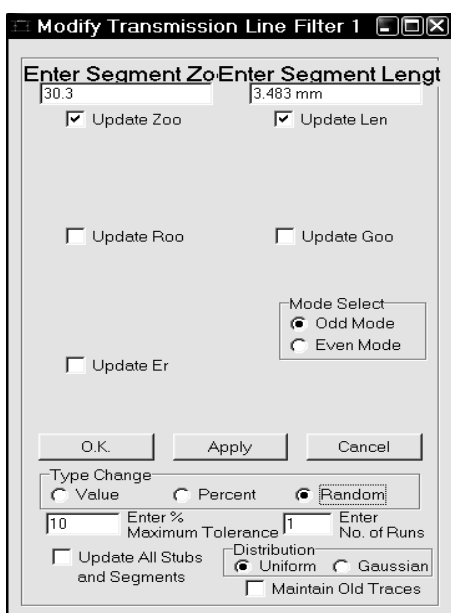 Modify Transmission Line Filter 1
Enter Segment Zo Enter Segment Lengt
30.3 3.483 mm
Update Zoo Update Len
Update Roo Update Goo
Mode Select
Odd Mode
Even Mode
Update Er
O.K. Apply Cancel
Type Change
Value Percent Random
10 Enter % Maximum Tolerance 1 Enter No. of Runs
Update All Stubs and Segments
Distribution
Uniform Gaussian
Maintain Old Traces